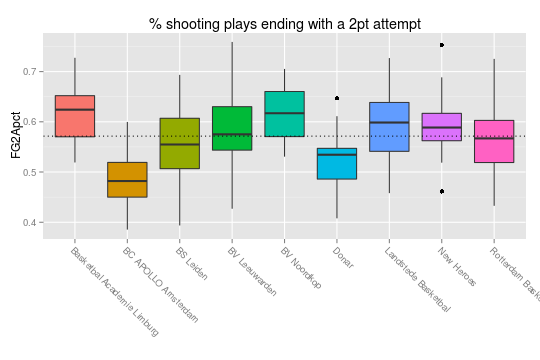 % shooting plays ending with a 2pt attempt
FG2Apct
0.7
0.6
0.5
0.4
Basketbal Academie Limburg
BC APOLLO Amsterdam
BS Leiden
BV Leeuwarden
BV Noordkop
Donar
Landstede Basketbal
New Heroes
Rotterdam Bask